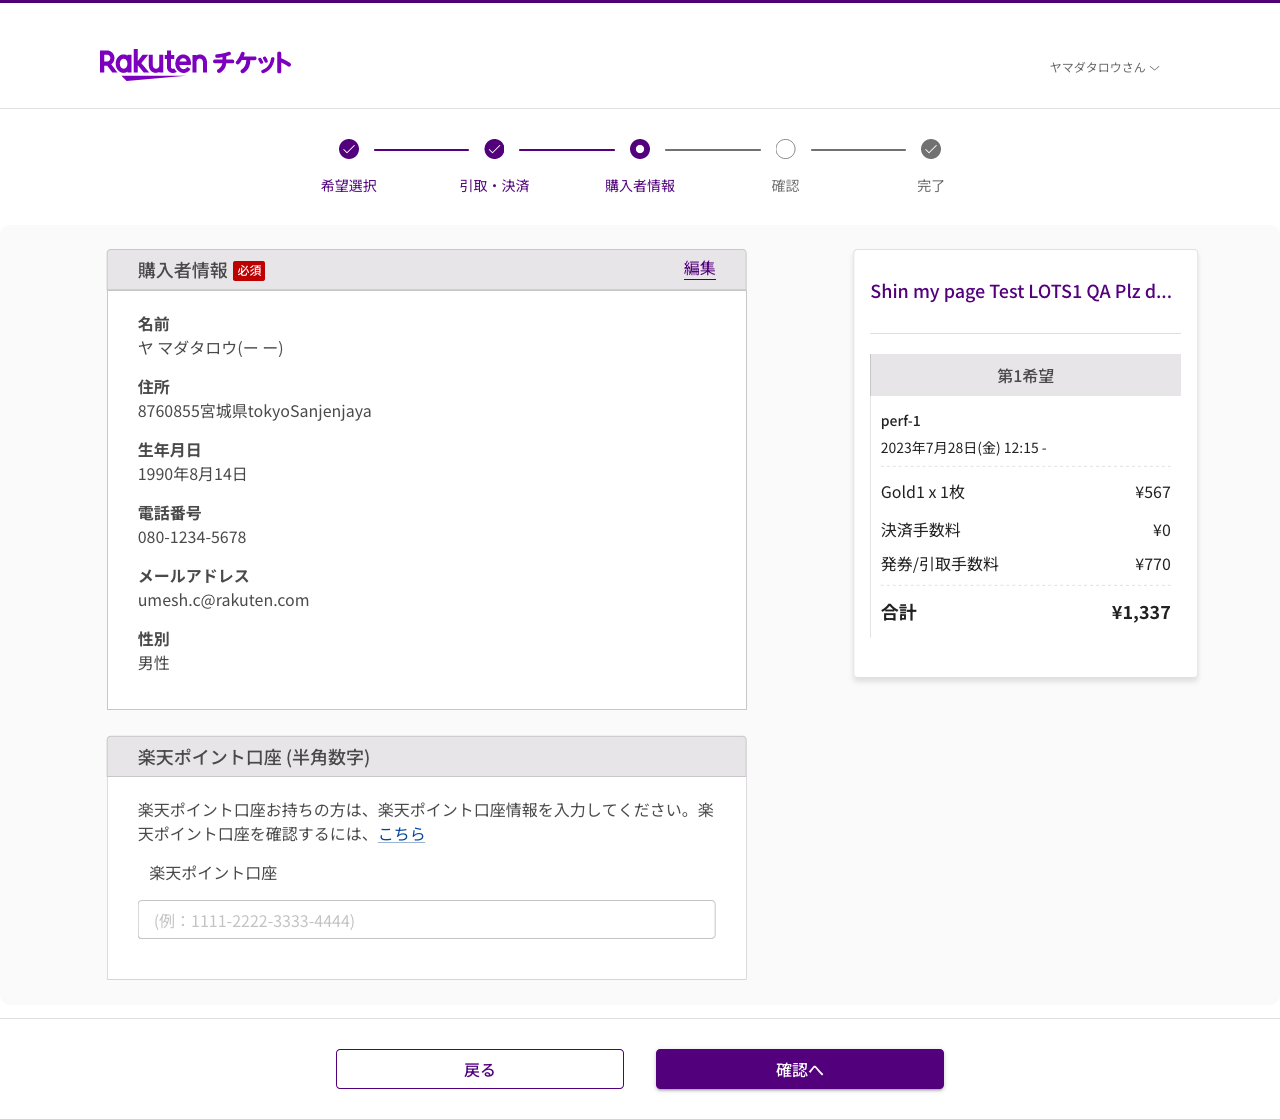 Rakuten チケット
ヤマダタロウさん
希望選択
引取・決済
購入者情報
確認
完了
購入者情報 必須
編集
名前
ヤ マダタロウ(ー ー)
住所
8760855宮城県tokyoSanjenjaya
生年月日
1990年8月14日
電話番号
080-1234-5678
メールアドレス
umesh.c@rakuten.com
性別
男性
楽天ポイント口座 (半角数字)
楽天ポイント口座お持ちの方は、楽天ポイント口座情報を入力してください。楽
天ポイント口座を確認するには、こちら
楽天ポイント口座
(例：1111-2222-3333-4444)
Shin my page Test LOTS1 QA Plz d...
第1希望
perf-1
2023年7月28日(金) 12:15 -
Gold1 x 1枚 ¥567
決済手数料 ¥0
発券/引取手数料 ¥770
合計 ¥1,337
戻る
確認へ